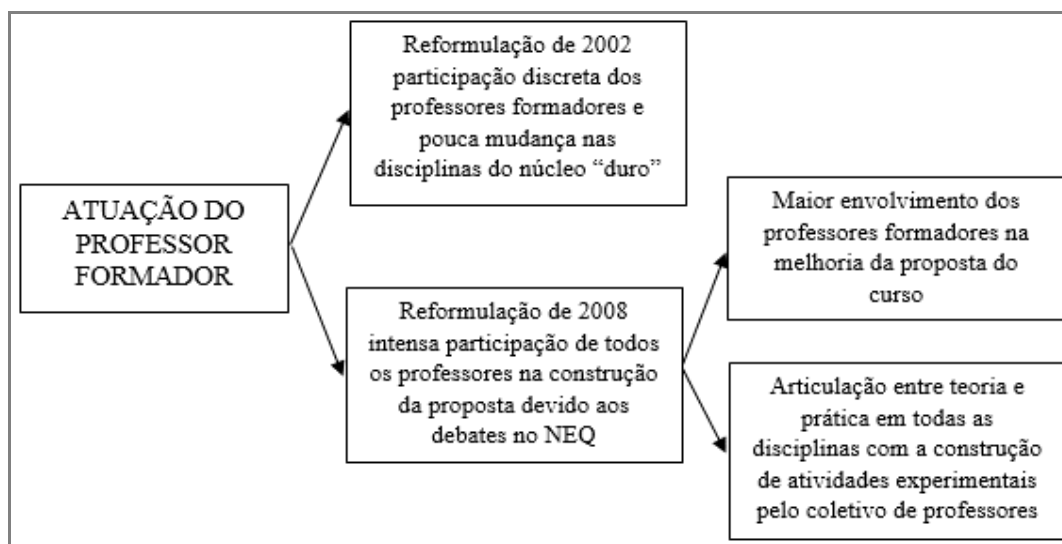 ATUAÇÃO DO
PROFESSOR
FORMADOR
Reformulação de 2002
participação discreta dos
professores formadores e
pouca mudança nas
disciplinas do núcleo “duro”
Reformulação de 2008
intensa participação de todos
os professores na construção
da proposta devido aos
debates no NEQ
Maior envolvimento dos
professores formadores na
melhoria da proposta do
curso
Articulação entre teoria e
prática em todas as
disciplinas com a construção
de atividades experimentais
pelo coletivo de professores